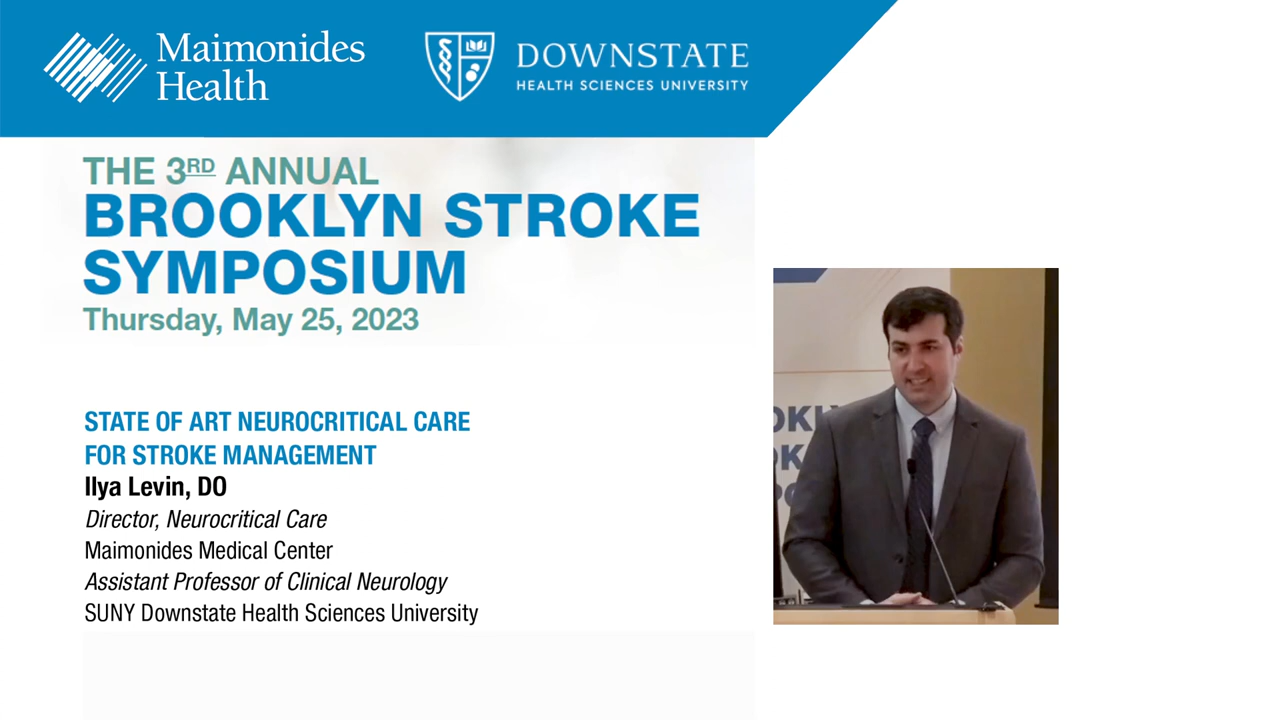 Maimonides
Health
DOWNSTATE
HEALTH SCIENCES UNIVERSITY
THE 3RD ANNUAL
BROOKLYN STROKE
SYMPOSIUM
Thursday, May 25, 2023
STATE OF ART NEUROCRITICAL CARE
FOR STROKE MANAGEMENT
Ilya Levin, DO
Director, Neurocritical Care
Maimonides Medical Center
Assistant Professor of Clinical Neurology
SUNY Downstate Health Sciences University